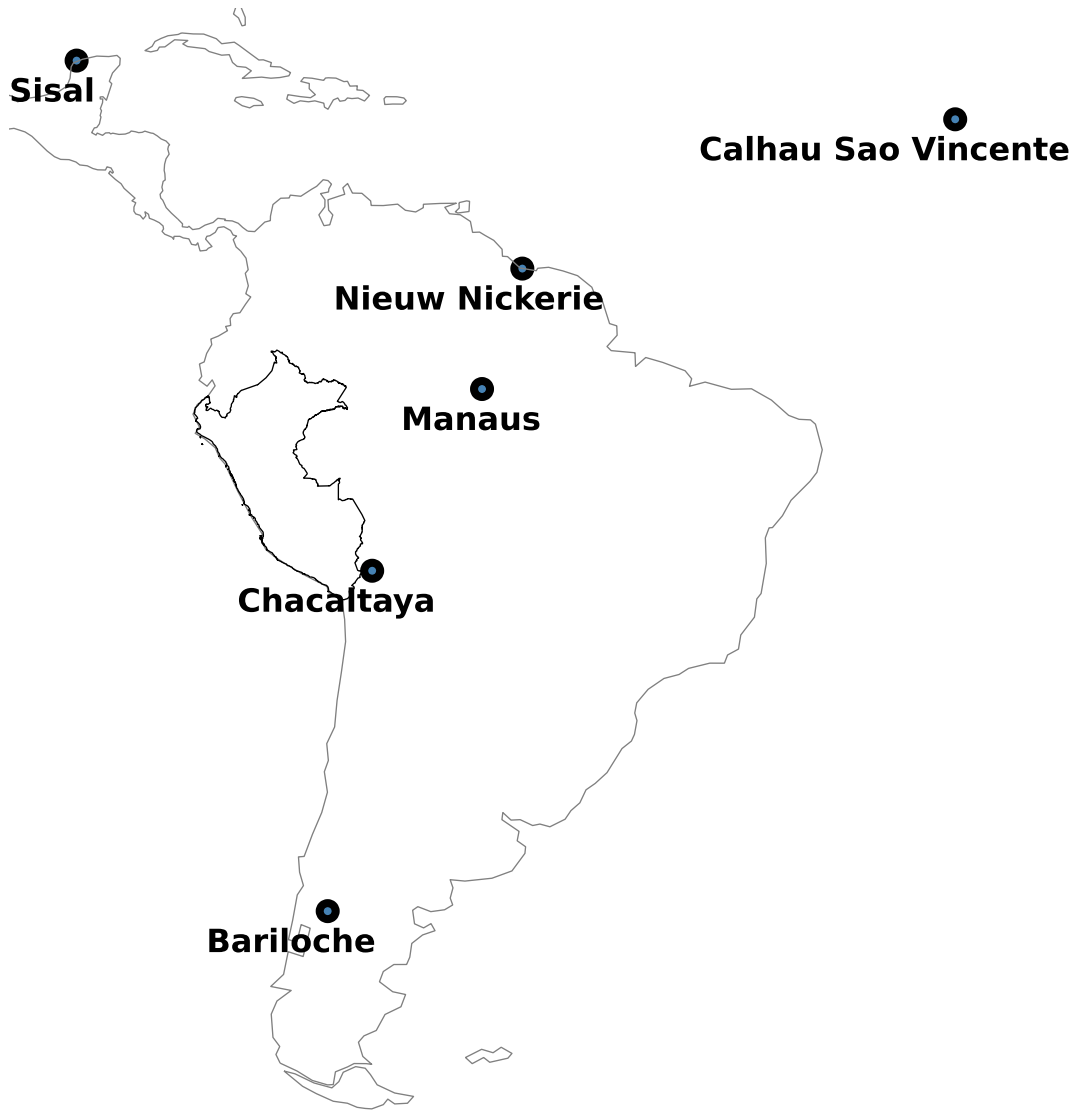 Sisal
Calhau Sao Vincente
Nieuw Nickerie
Manaus
Chacaltaya
Bariloche